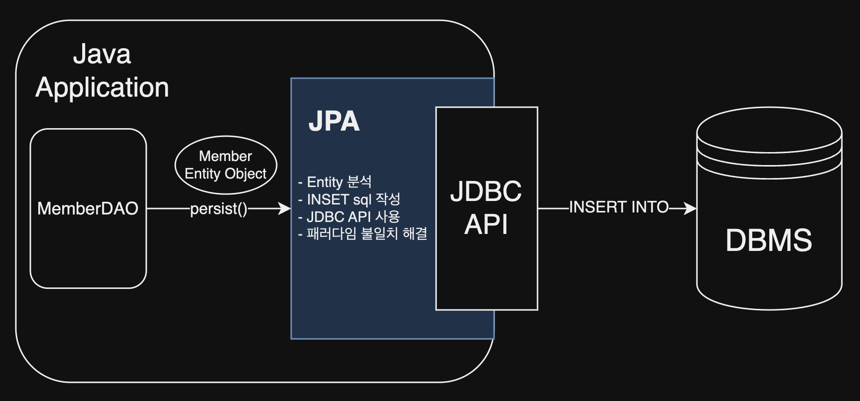 Java
Application
MemberDAO
Member
Entity Object
persist()
JPA
- Entity 분석
- INSET sql 작성
- JDBC API 사용
- 패러다임 불일치 해결
JDBC
API
INSERT INTO
DBMS